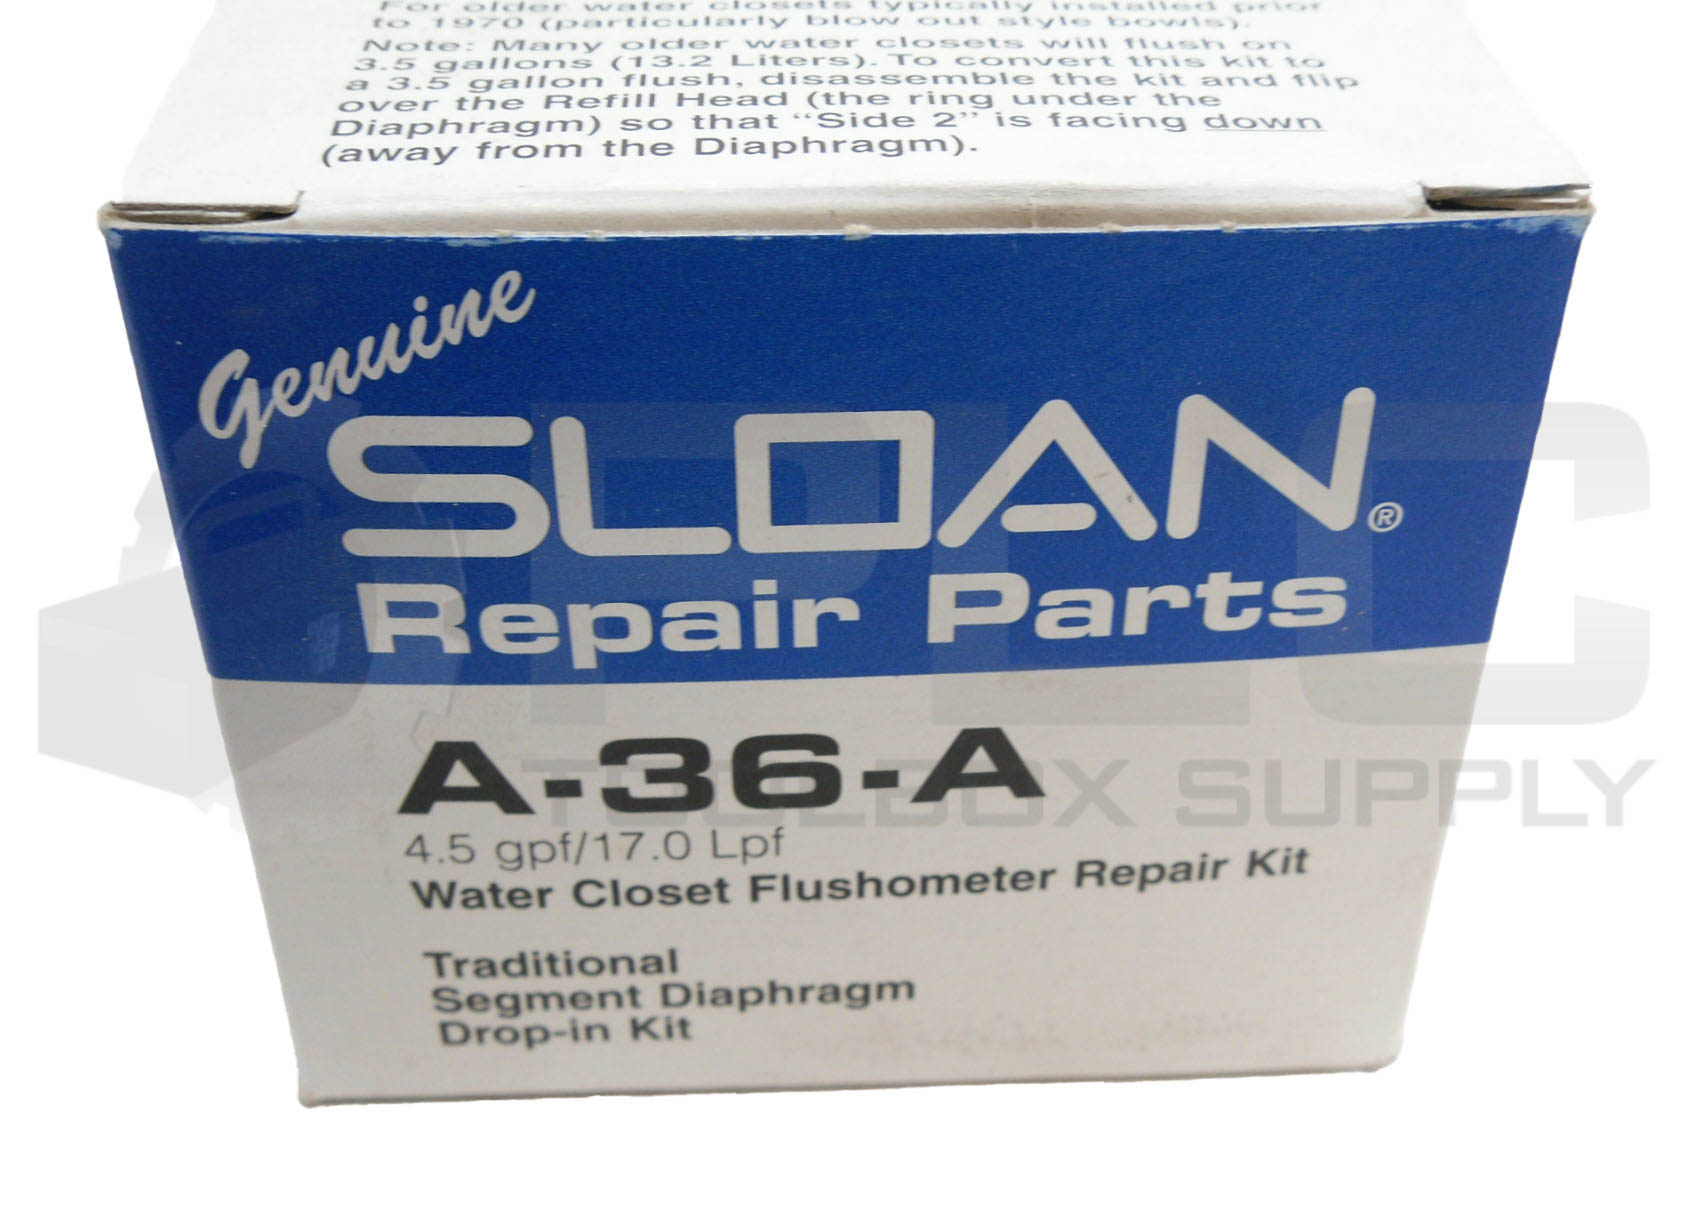 For older water closets typically installed prior
to 1970 (particularly blow out style bowls).
Note: Many older water closets will flush on
3.5 gallons (13.2 Liters). To convert this kit to
a 3.5 gallon flush, disassemble the kit and flip
over the Refill Head (the ring under the
Diaphragm) so that “Side 2” is facing down
(away from the Diaphragm).
Genuine
SLOAN®
Repair Parts
A-36-A
4.5 gpf/17.0 Lpf
Water Closet Flushometer Repair Kit
Traditional
Segment Diaphragm
Drop-in Kit
PLC
TOOLBOX SUPPLY